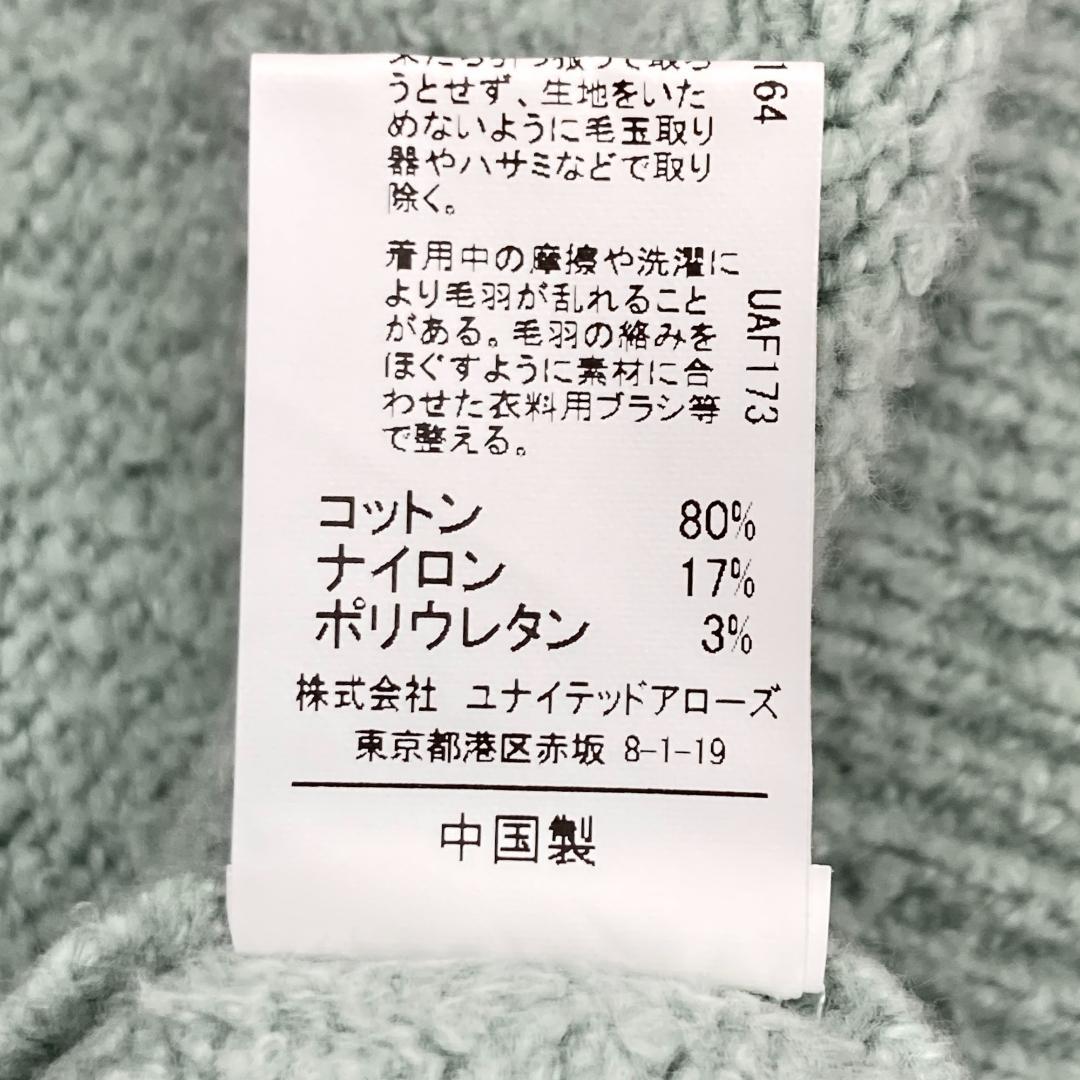 うとせず、生地をいた
めないように毛玉取り
器やハサミなどで取り
除く。
着用中の摩擦や洗濯に
より毛羽が乱れること
がある。毛羽の絡みを
ほぐすように素材に合
わせた衣料用ブラシ等
で整える。
164
UAF173
コットン 80%
ナイロン 17%
ポリウレタン 3%
株式会社 ユナイテッドアローズ
東京都港区赤坂 8-1-19
中国製